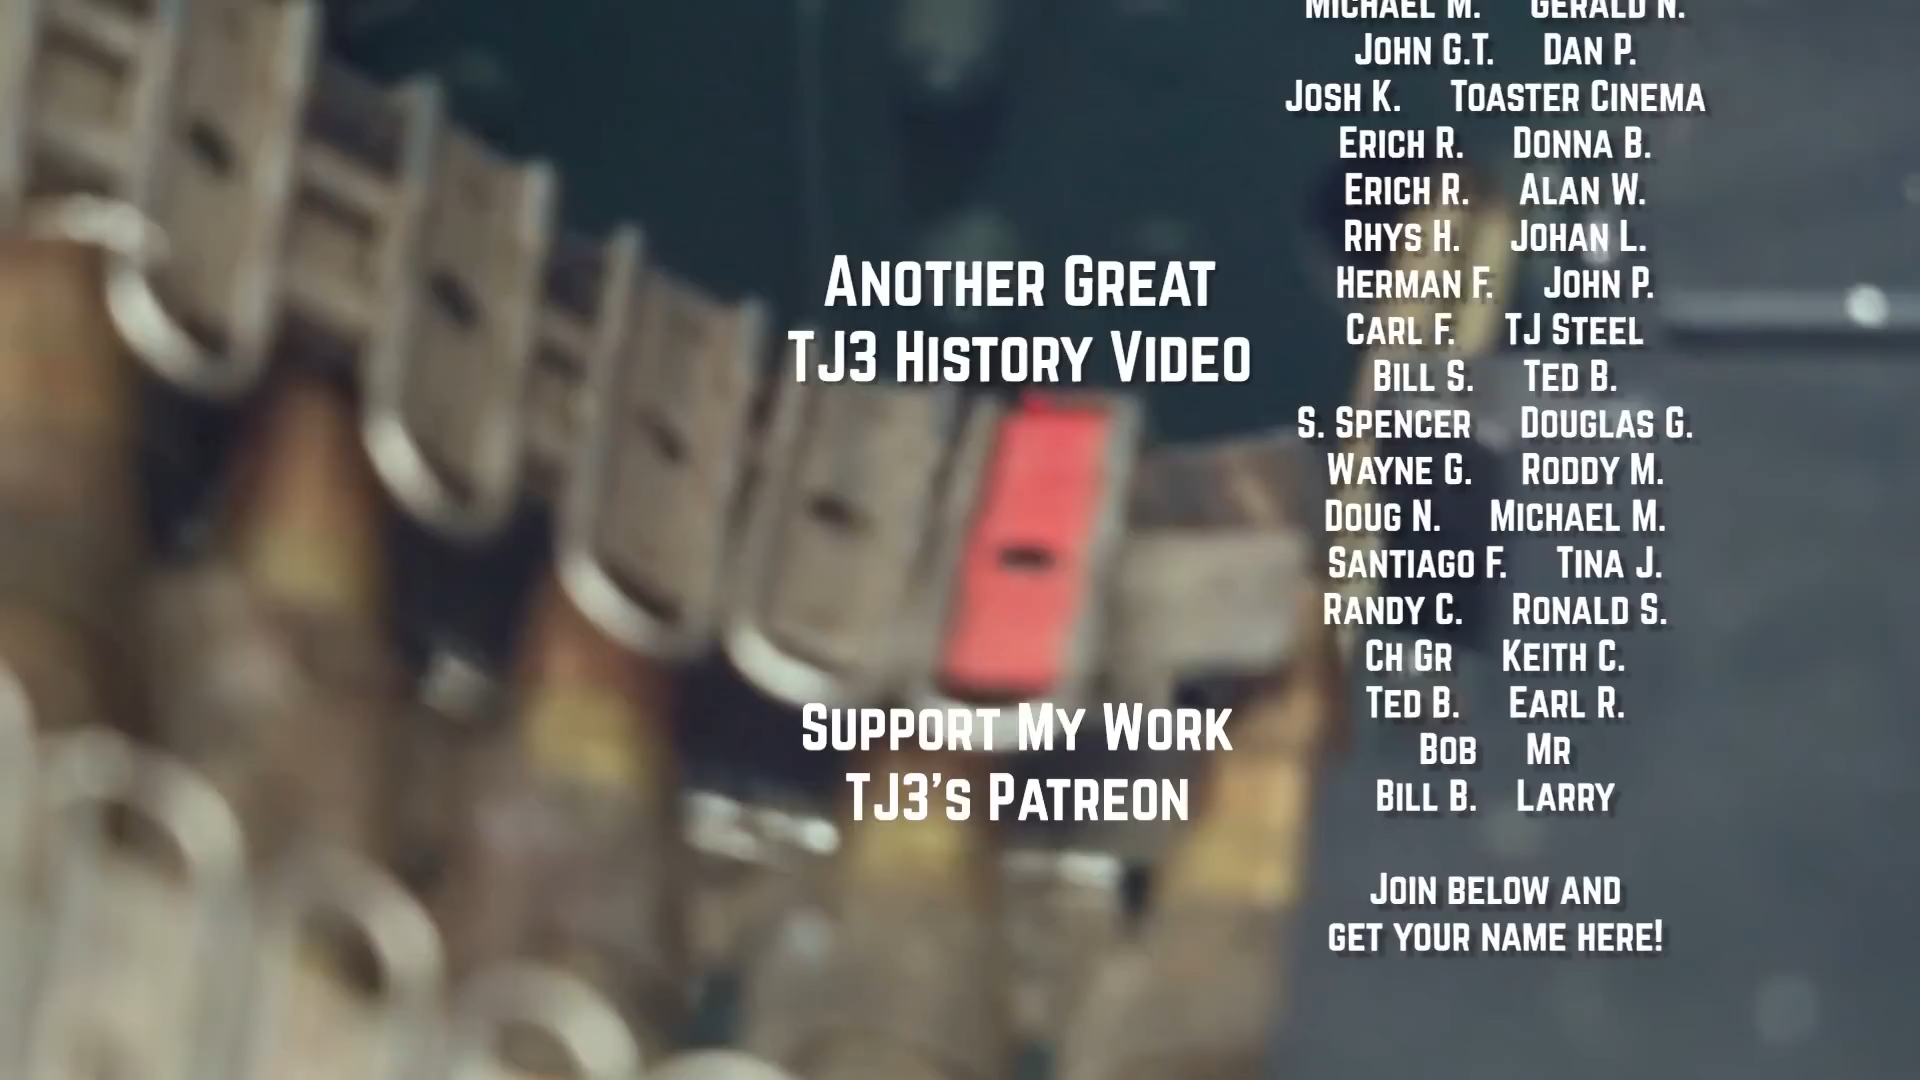 Another Great
TJ3 History Video
Support My Work
TJ3's Patreon
Michael M. Gerald N.
John G.T. Dan P.
Josh K. Toaster Cinema
Erich R. Donna B.
Erich R. Alan W.
Rhys H. Johan L.
Herman F. John P.
Carl F. TJ Steel
Bill S. Ted B.
S. Spencer Douglas G.
Wayne G. Roddy M.
Doug N. Michael M.
Santiago F. Tina J.
Randy C. Ronald S.
Ch Gr Keith C.
Ted B. Earl R.
Bob Mr
Bill B. Larry
Join below and
get your name here!